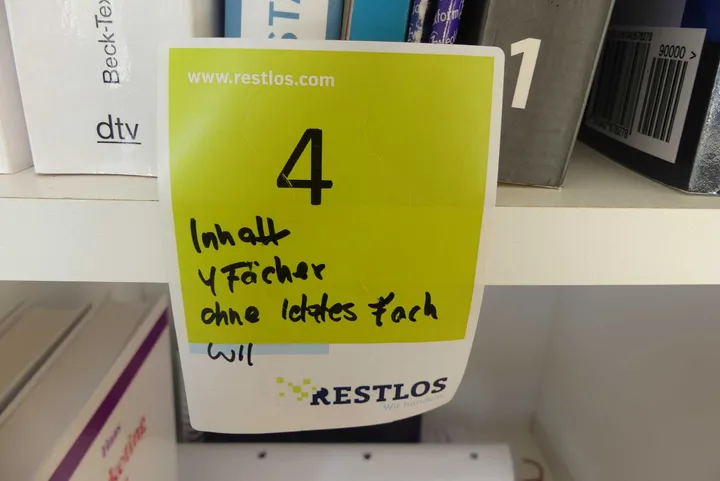 Beck-Tex
dtv
1
90000 >
www.restlos.com
4
Inhalt
4 Fächer
ohne letztes Fach
Wil
RESTLOS